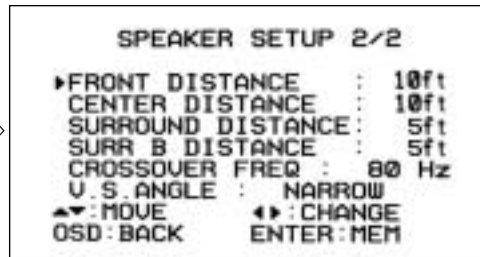 SPEAKER SETUP 2/2
▶FRONT DISTANCE : 10ft
CENTER DISTANCE : 10ft
SURROUND DISTANCE: 5ft
SURR B DISTANCE : 5ft
CROSSOVER FREQ : 80 Hz
V.S.ANGLE : NARROW
▲▼:MOVE ◀▶:CHANGE
OSD:BACK ENTER:MEM